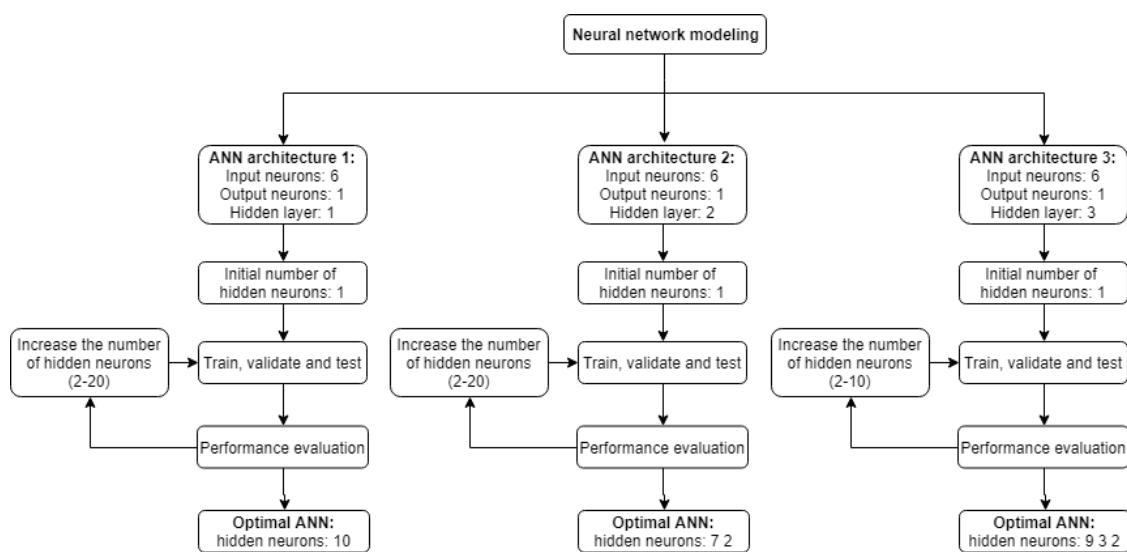 Neural network modeling
ANN architecture 1:
Input neurons: 6
Output neurons: 1
Hidden layer: 1
ANN architecture 2:
Input neurons: 6
Output neurons: 1
Hidden layer: 2
ANN architecture 3:
Input neurons: 6
Output neurons: 1
Hidden layer: 3
Initial number of
hidden neurons: 1
Initial number of
hidden neurons: 1
Initial number of
hidden neurons: 1
Increase the number
of hidden neurons
(2-20)
Train, validate and test
Increase the number
of hidden neurons
(2-20)
Train, validate and test
Increase the number
of hidden neurons
(2-10)
Train, validate and test
Performance evaluation
Performance evaluation
Performance evaluation
Optimal ANN:
hidden neurons: 10
Optimal ANN:
hidden neurons: 7 2
Optimal ANN:
hidden neurons: 9 3 2